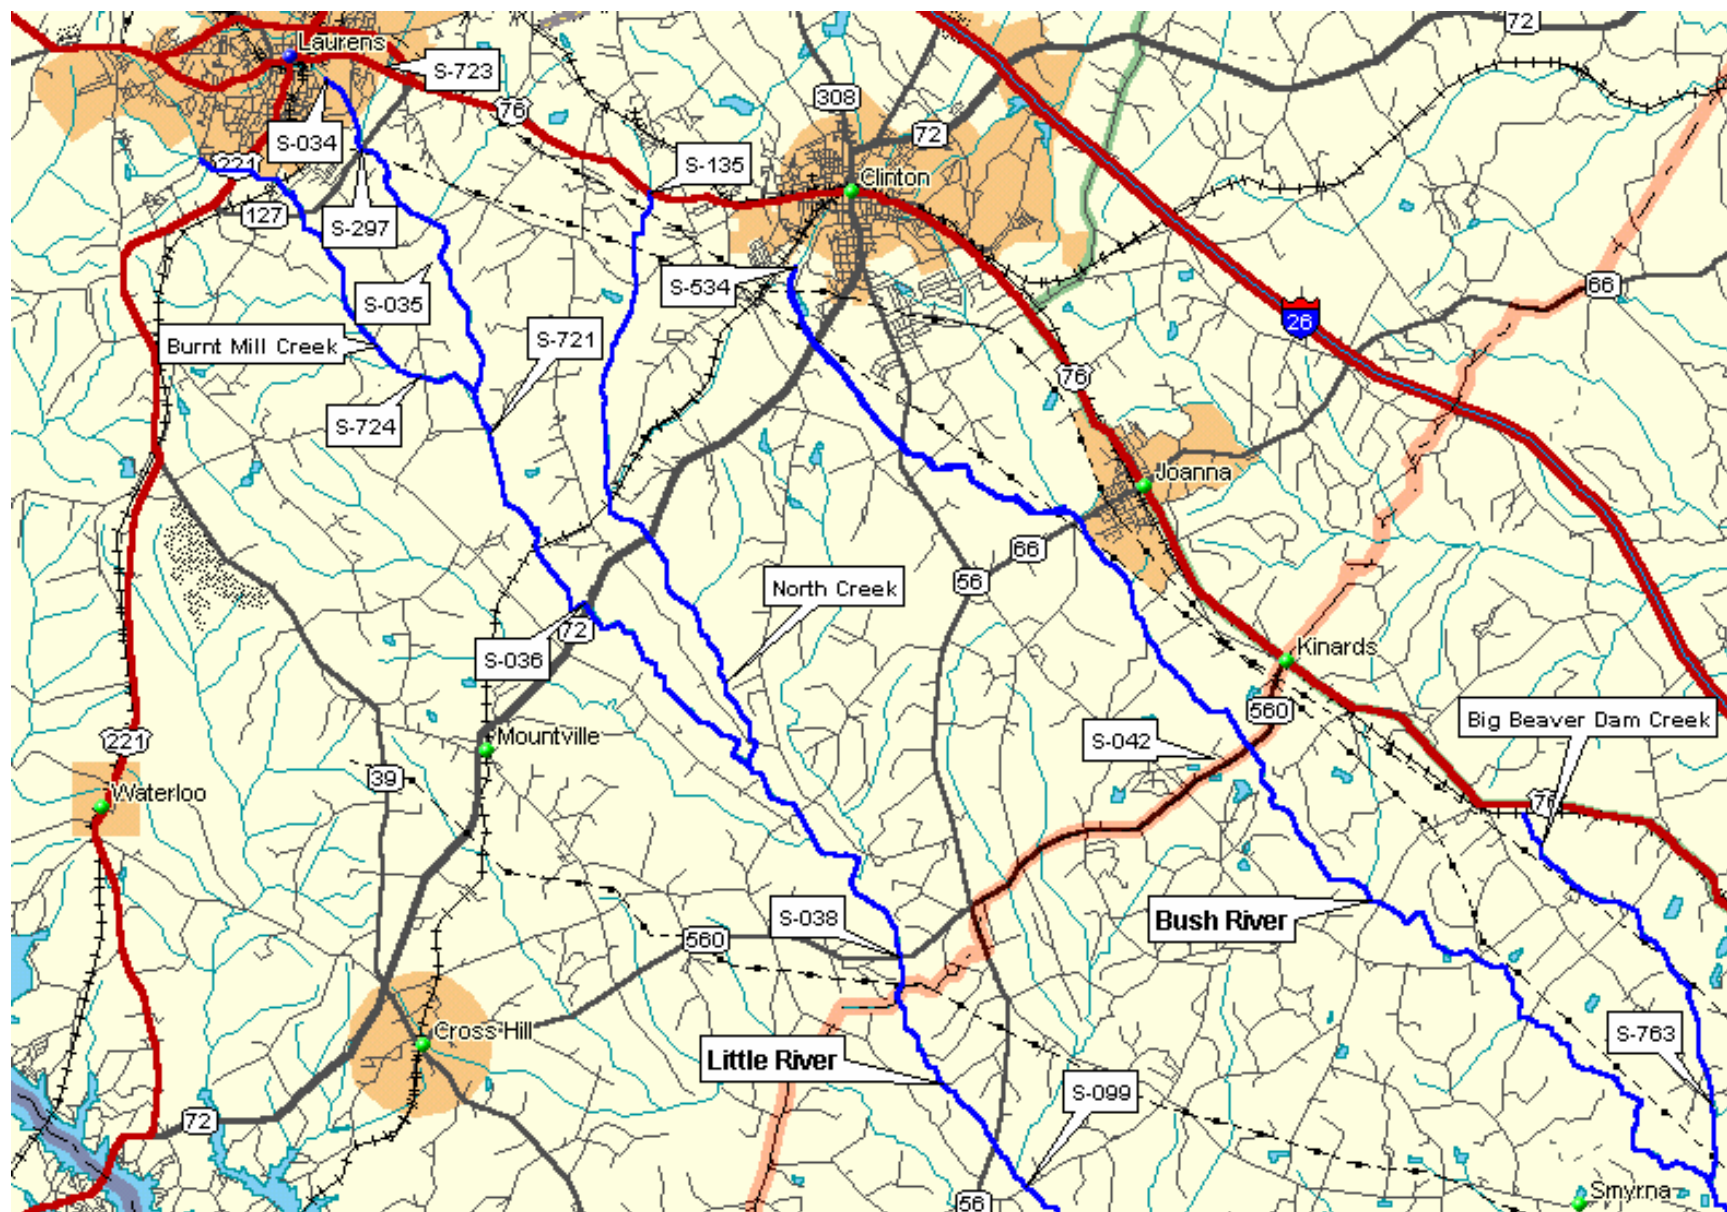 72
Laurens
S-723
76
308
72
S-034
221
S-135
Clinton
127
S-297
S-534
66
S-035
26
Burnt Mill Creek
S-721
76
S-724
Joanna
66
56
North Creek
72
S-036
Kinards
560
Big Beaver Dam Creek
221
Mountville
S-042
39
Waterloo
76
S-038
Bush River
560
Cross Hill
S-763
Little River
S-099
72
56
Smyrna